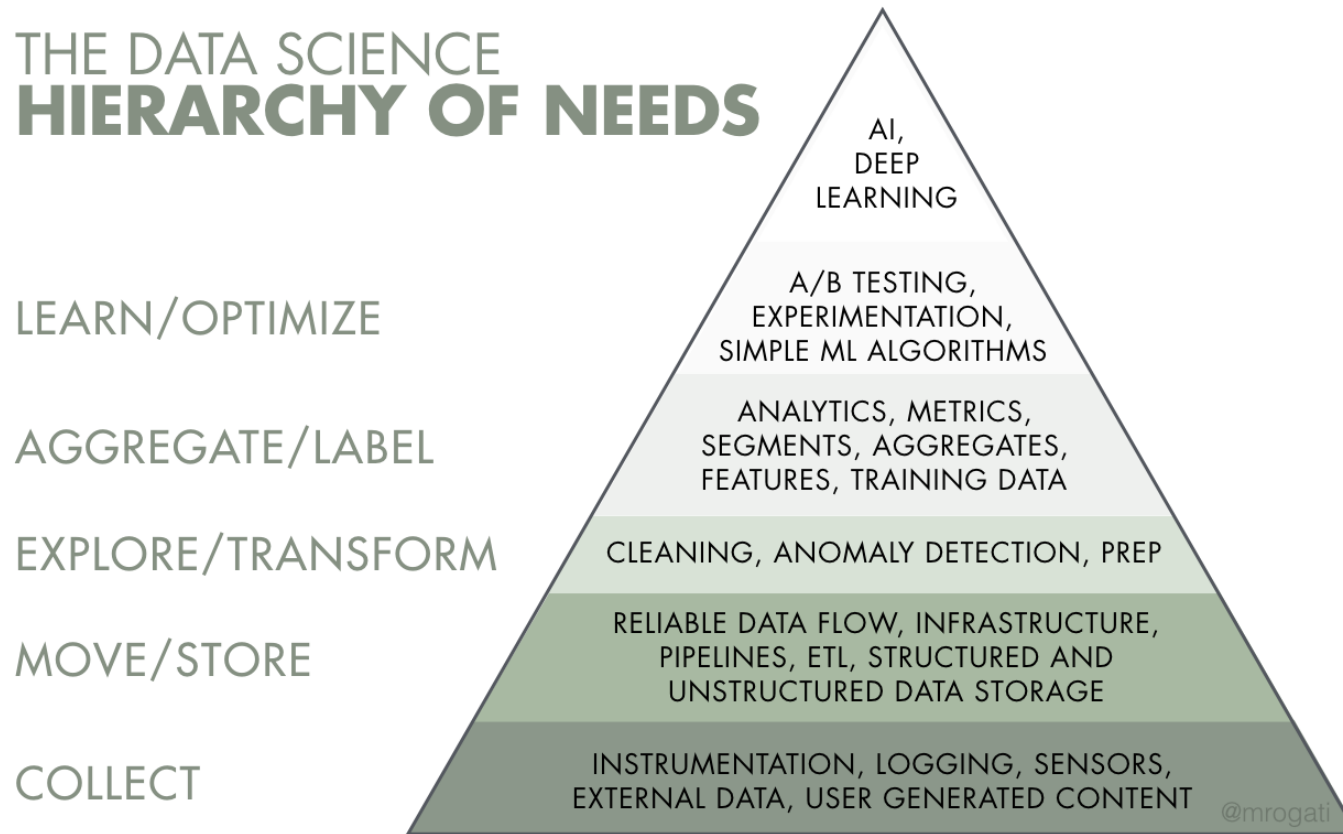 THE DATA SCIENCE
HIERARCHY OF NEEDS
AI,
DEEP
LEARNING
LEARN/OPTIMIZE
A/B TESTING,
EXPERIMENTATION,
SIMPLE ML ALGORITHMS
AGGREGATE/LABEL
ANALYTICS, METRICS,
SEGMENTS, AGGREGATES,
FEATURES, TRAINING DATA
EXPLORE/TRANSFORM
CLEANING, ANOMALY DETECTION, PREP
MOVE/STORE
RELIABLE DATA FLOW, INFRASTRUCTURE,
PIPELINES, ETL, STRUCTURED AND
UNSTRUCTURED DATA STORAGE
COLLECT
INSTRUMENTATION, LOGGING, SENSORS,
EXTERNAL DATA, USER GENERATED CONTENT
@mrogati